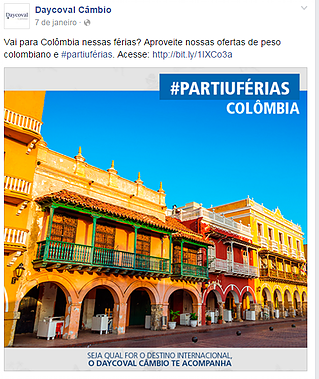 Daycoval
Daycoval Câmbio
7 de janeiro ·
Vai para Colômbia nessas férias? Aproveite nossas ofertas de peso
colombiano e #partiuférias. Acesse: http://bit.ly/1IXCo3a
#PARTIUFÉRIAS
COLÔMBIA
SEJA QUAL FOR O DESTINO INTERNACIONAL,
O DAYCOVAL CÂMBIO TE ACOMPANHA